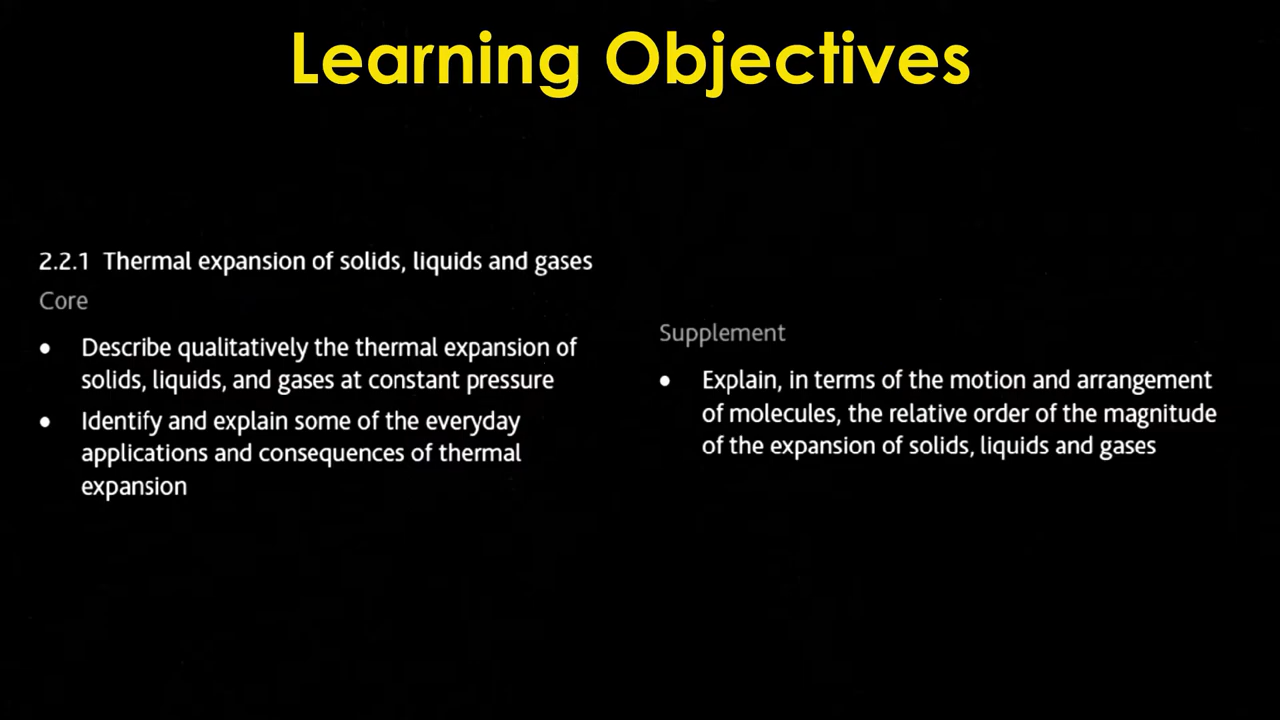 Learning Objectives
2.2.1 Thermal expansion of solids, liquids and gases
Core
• Describe qualitatively the thermal expansion of
solids, liquids, and gases at constant pressure
• Identify and explain some of the everyday
applications and consequences of thermal
expansion
Supplement
• Explain, in terms of the motion and arrangement
of molecules, the relative order of the magnitude
of the expansion of solids, liquids and gases